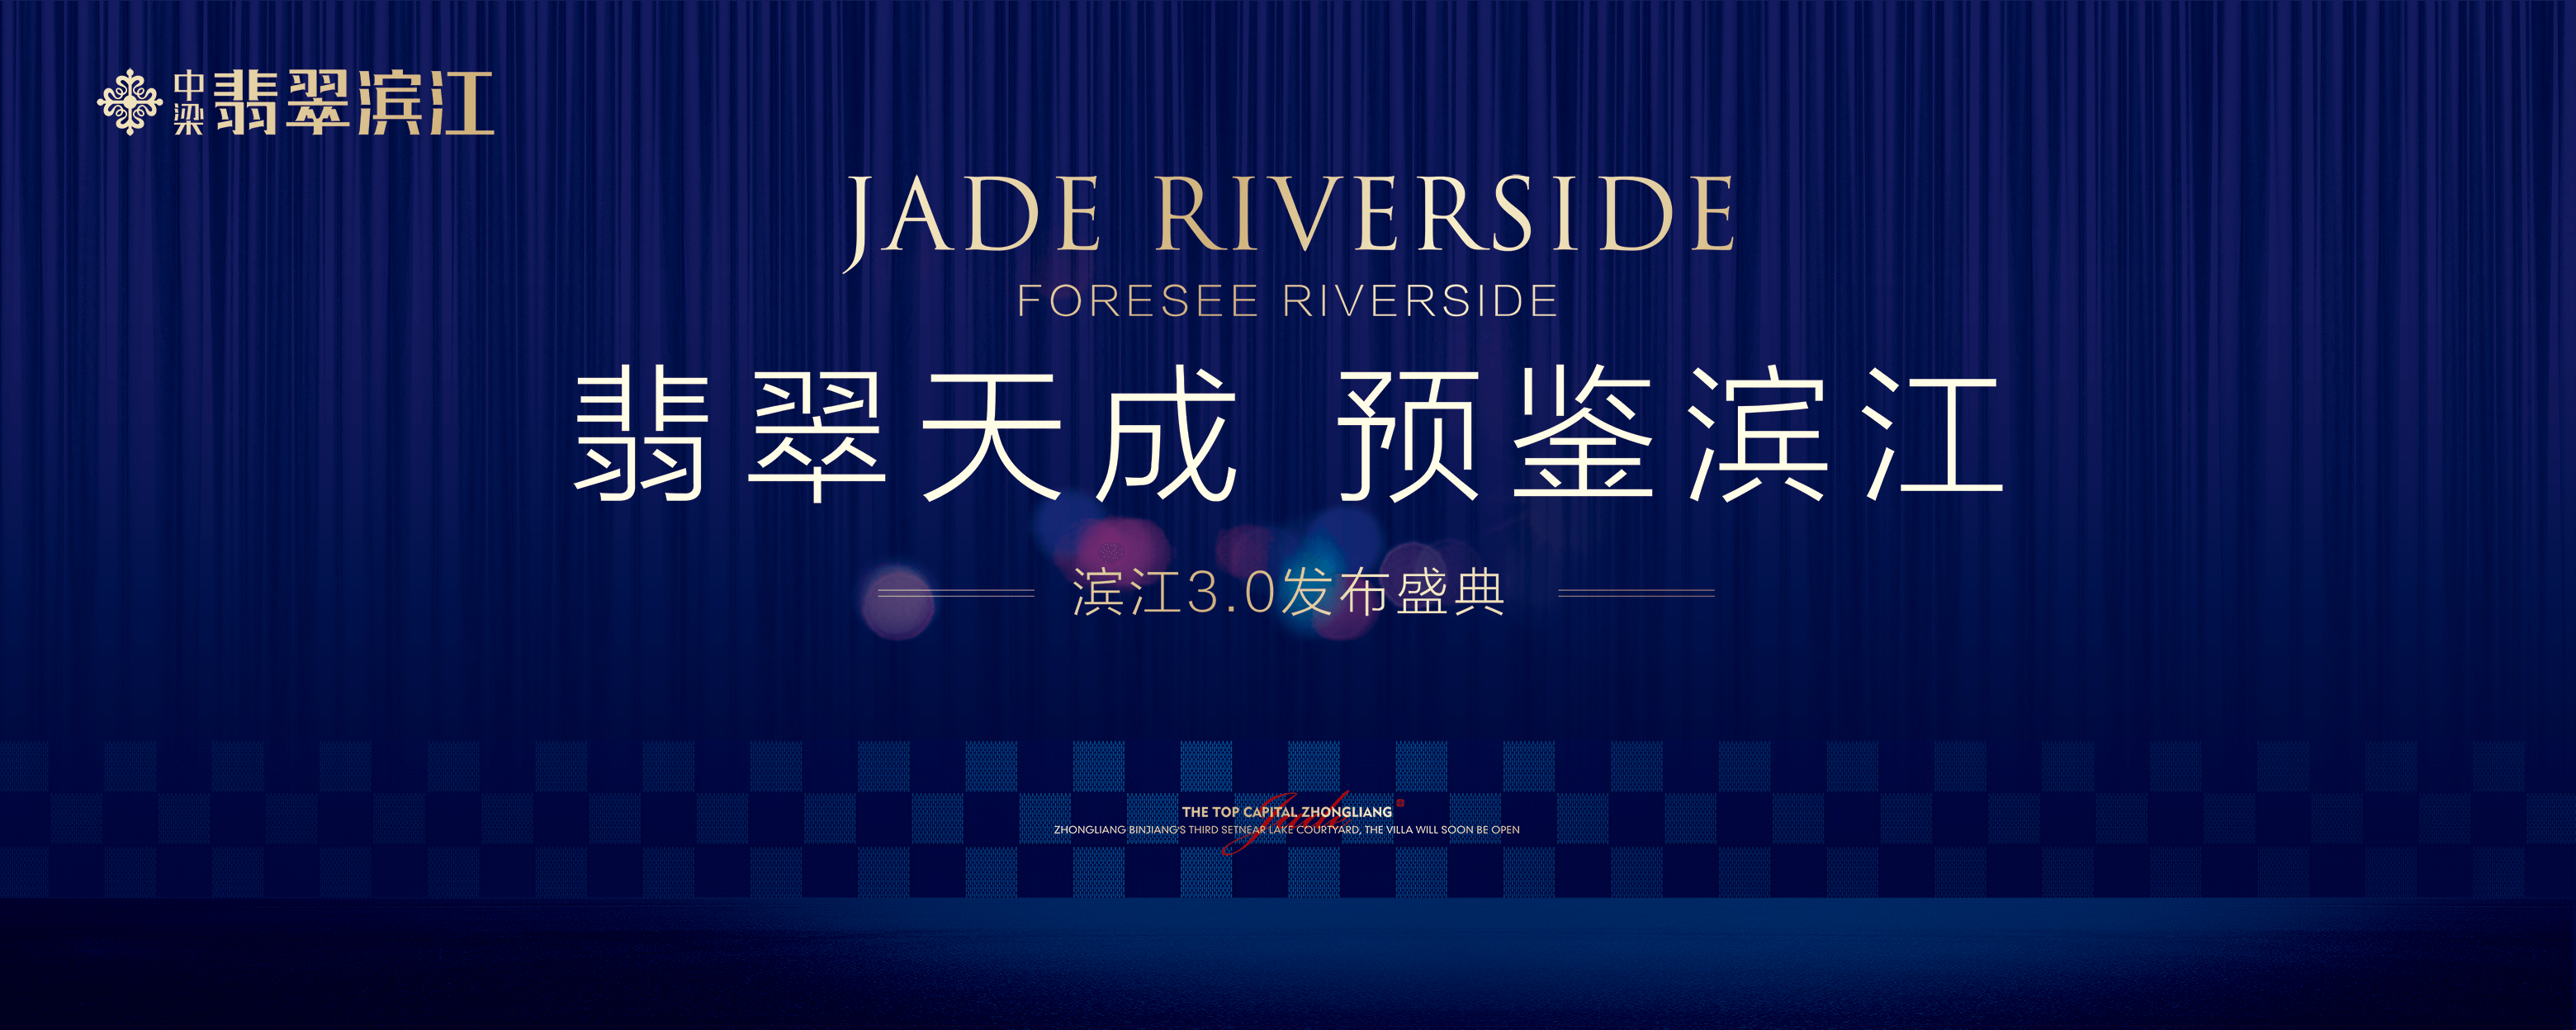 中梁 翡翠滨江
JADE RIVERSIDE
FORESEE RIVERSIDE
翡翠天成 预鉴滨江
滨江3.0发布盛典
THE TOP CAPITAL ZHONGLIANG
Jade
ZHONGLIANG BINJIANG'S THIRD SETNEAR LAKE COURTYARD, THE VILLA WILL SOON BE OPEN